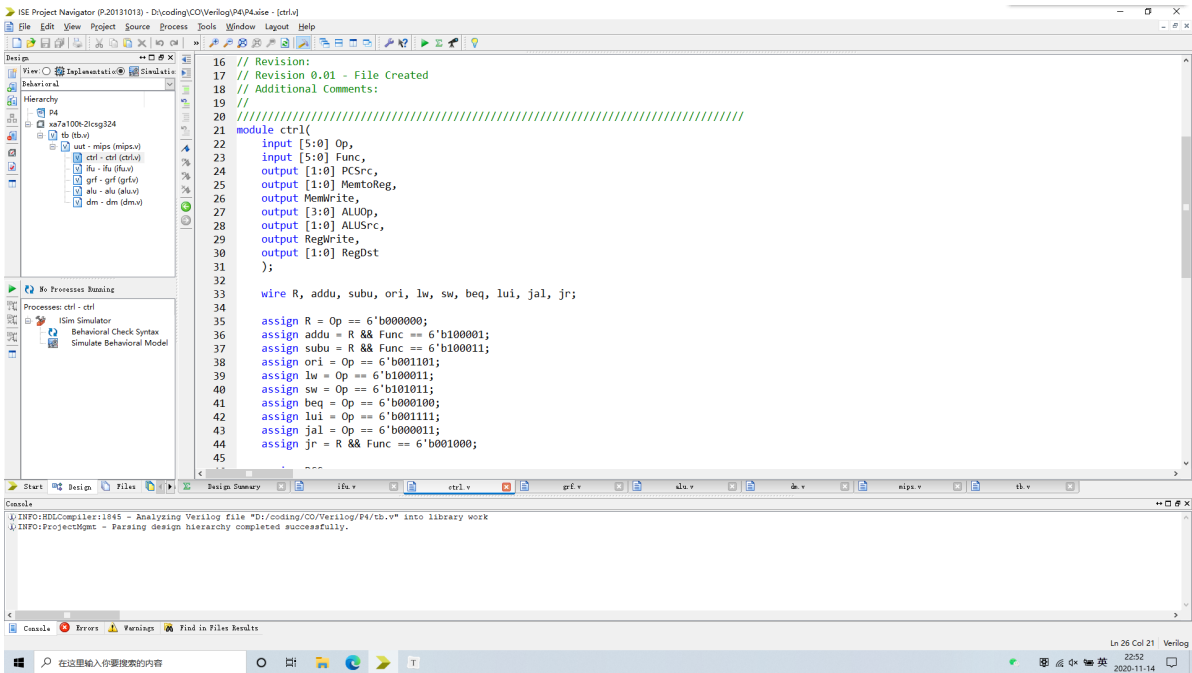 ISE Project Navigator (P.20131013) - D:\coding\CO\Verilog\P4\P4.xise - [ctrl.v]
File Edit View Project Source Process Tools Window Layout Help
Design
View: Implementatio Simulatio
Behavioral
Hierarchy
P4
xa7a100t-2lcsg324
tb (tb.v)
uut - mips (mips.v)
ctrl - ctrl (ctrl.v)
ifu - ifu (ifu.v)
grf - grf (grf.v)
alu - alu (alu.v)
dm - dm (dm.v)
No Processes Running
Processes: ctrl - ctrl
ISim Simulator
Behavioral Check Syntax
Simulate Behavioral Model
16 // Revision:
17 // Revision 0.01 - File Created
18 // Additional Comments:
19 //
20 //////////////////////////////////////////////////////////////////////////////////
21 module ctrl(
22 input [5:0] Op,
23 input [5:0] Func,
24 output [1:0] PCSrc,
25 output [1:0] MemtoReg,
26 output MemWrite,
27 output [3:0] ALUOp,
28 output [1:0] ALUSrc,
29 output RegWrite,
30 output [1:0] RegDst
31 );
32
33 wire R, addu, subu, ori, lw, sw, beq, lui, jal, jr;
34
35 assign R = Op == 6'b000000;
36 assign addu = R && Func == 6'b100001;
37 assign subu = R && Func == 6'b100011;
38 assign ori = Op == 6'b001101;
39 assign lw = Op == 6'b100011;
40 assign sw = Op == 6'b101011;
41 assign beq = Op == 6'b000100;
42 assign lui = Op == 6'b001111;
43 assign jal = Op == 6'b000011;
44 assign jr = R && Func == 6'b001000;
45
Start Design Files Design Summary ifu.v ctrl.v grf.v alu.v dm.v mips.v tb.v
Console
INFO:HDLCompiler:1845 - Analyzing Verilog file "D:/coding/CO/Verilog/P4/tb.v" into library work
INFO:ProjectMgmt - Parsing design hierarchy completed successfully.
Console Errors Warnings Find in Files Results
Ln 26 Col 21 Verilog
在这里输入你要搜索的内容
T
英
22:52
2020-11-14